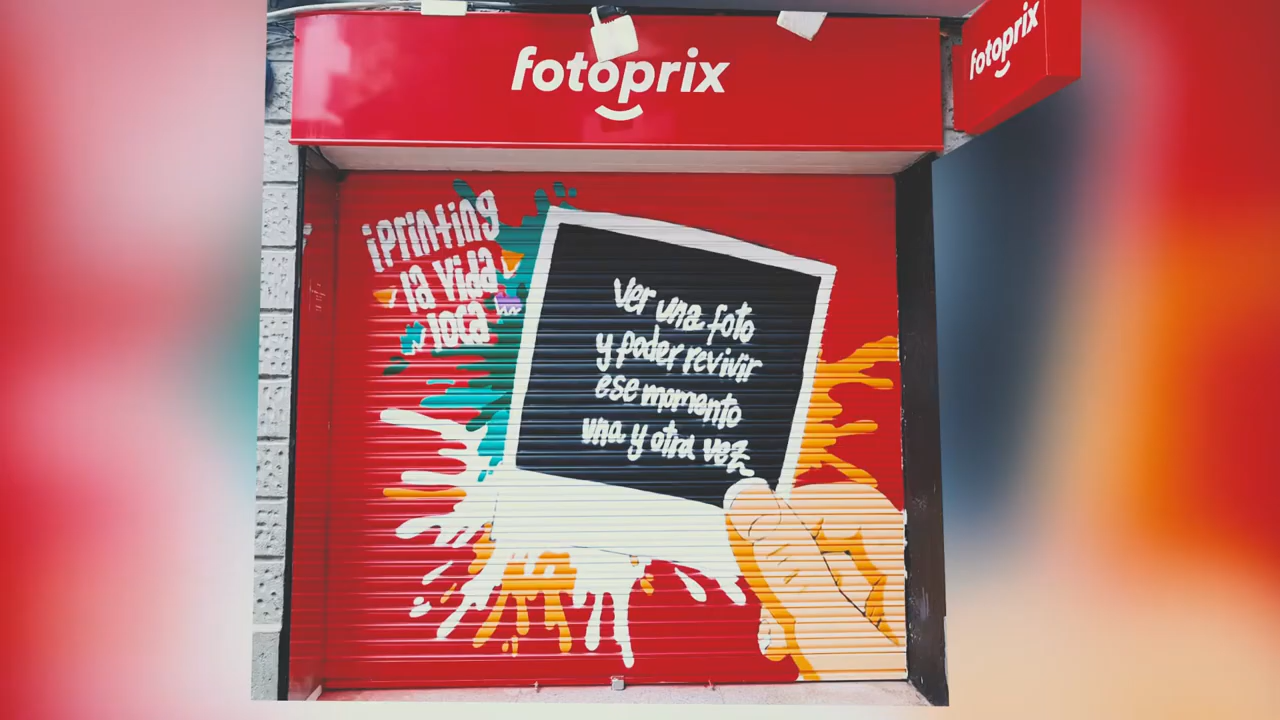 fotoprix
fotoprix
¡Printing
la Vida
loca
Ver una foto
y poder revivir
ese momento
una y otra vez